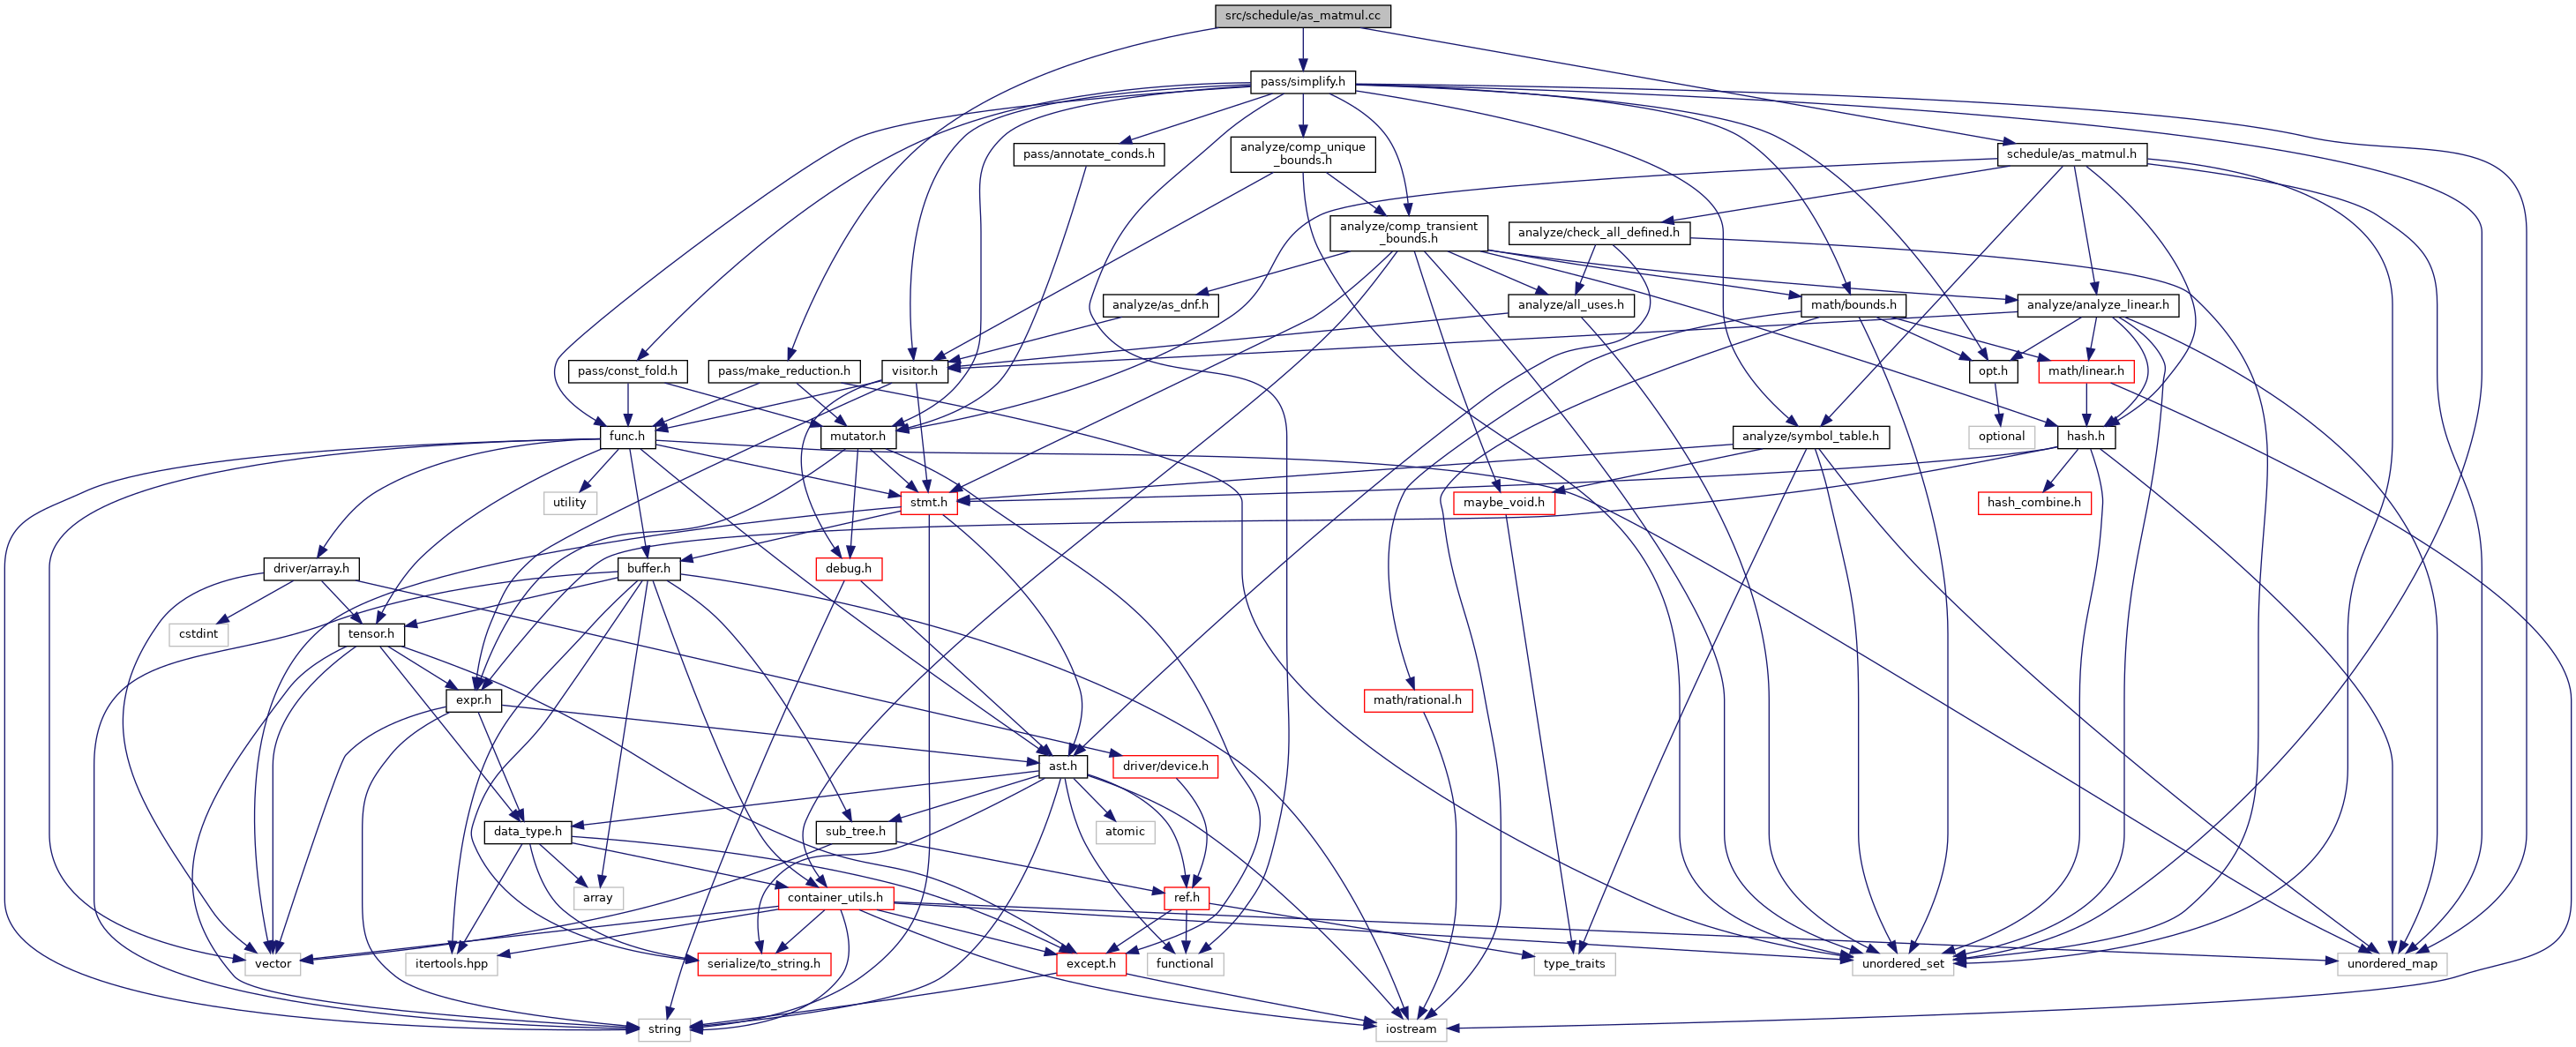 src/schedule/as_matmul.cc
pass/simplify.h
pass/annotate_conds.h
analyze/comp_unique
_bounds.h
schedule/as_matmul.h
analyze/comp_transient
_bounds.h
analyze/check_all_defined.h
analyze/as_dnf.h
analyze/all_uses.h
math/bounds.h
analyze/analyze_linear.h
pass/const_fold.h
pass/make_reduction.h
visitor.h
opt.h
math/linear.h
func.h
mutator.h
analyze/symbol_table.h
optional
hash.h
utility
stmt.h
maybe_void.h
hash_combine.h
driver/array.h
buffer.h
debug.h
cstdint
tensor.h
expr.h
math/rational.h
ast.h
driver/device.h
data_type.h
sub_tree.h
atomic
array
container_utils.h
ref.h
vector
itertools.hpp
serialize/to_string.h
except.h
functional
type_traits
unordered_set
unordered_map
string
iostream